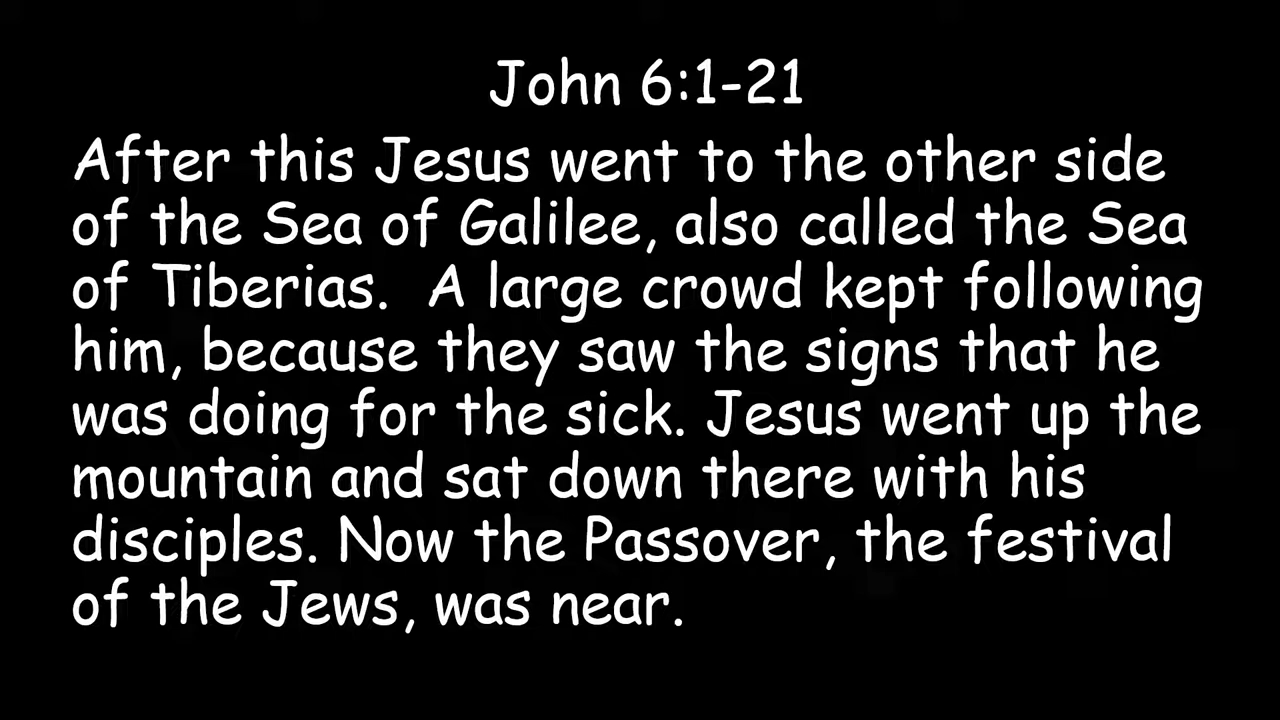 John 6:1-21
After this Jesus went to the other side
of the Sea of Galilee, also called the Sea
of Tiberias.  A large crowd kept following
him, because they saw the signs that he
was doing for the sick. Jesus went up the
mountain and sat down there with his
disciples. Now the Passover, the festival
of the Jews, was near.